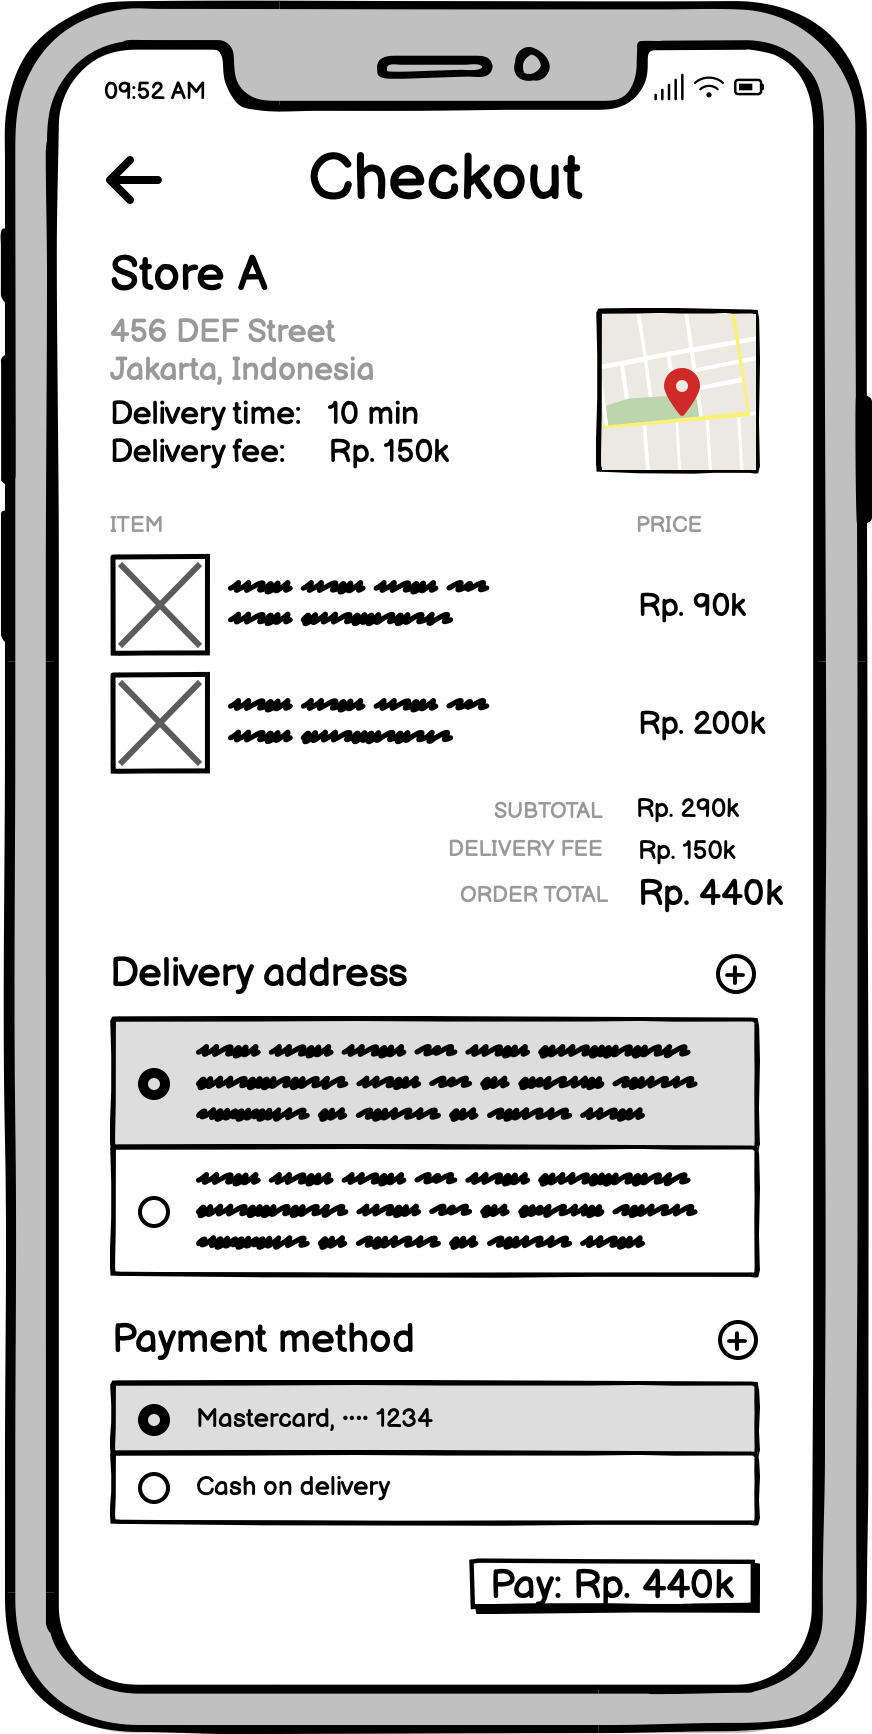 09:52 AM
Checkout
Store A
456 DEF Street
Jakarta, Indonesia
Delivery time: 10 min
Delivery fee: Rp. 150k
ITEM PRICE
Rp. 90k
Rp. 200k
SUBTOTAL Rp. 290k
DELIVERY FEE Rp. 150k
ORDER TOTAL Rp. 440k
Delivery address
Payment method
Mastercard, ···· 1234
Cash on delivery
Pay: Rp. 440k